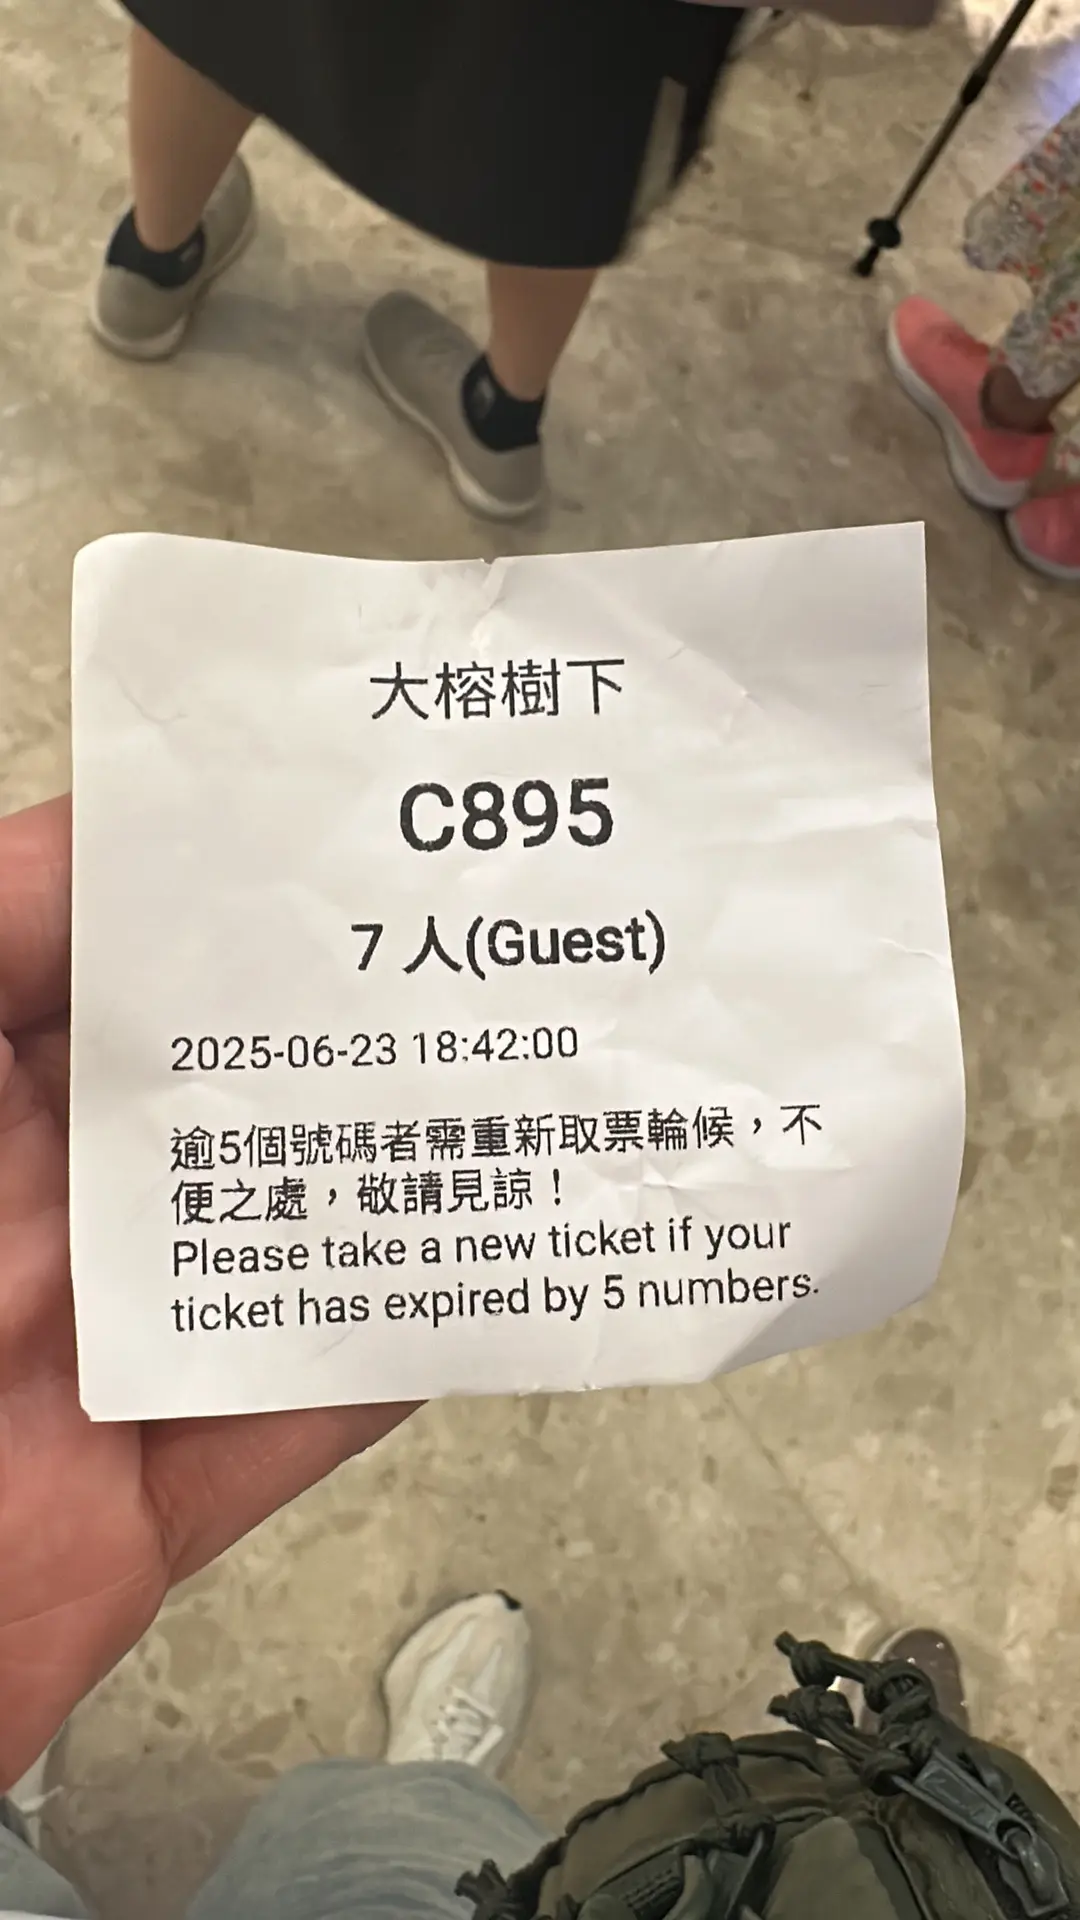 大榕樹下
C895
7 人(Guest)
2025-06-23 18:42:00
逾5個號碼者需重新取票輪候，不
便之處，敬請見諒！
Please take a new ticket if your
ticket has expired by 5 numbers.